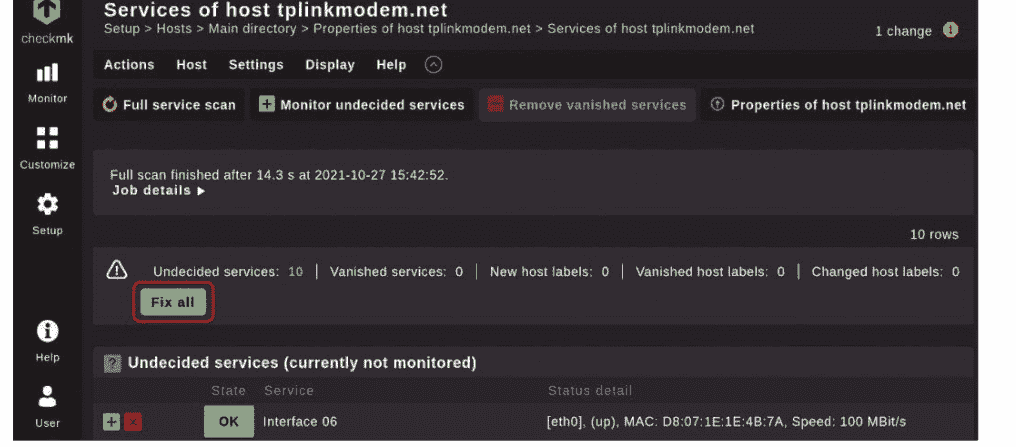 Services of host tplinkmodem.net
checkmk
Setup > Hosts > Main directory > Properties of host tplinkmodem.net > Services of host tplinkmodem.net
1 change 1
Actions Host Settings Display Help
Monitor
Full service scan Monitor undecided services Remove vanished services Properties of host tplinkmodem.net
Customize
Full scan finished after 14.3 s at 2021-10-27 15:42:52.
Job details
Setup
10 rows
Undecided services: 10 | Vanished services: 0 | New host labels: 0 | Vanished host labels: 0 | Changed host labels: 0
Fix all
Help
Undecided services (currently not monitored)
State Service Status detail
User
OK Interface 06 [eth0], (up), MAC: D8:07:1E:1E:4B:7A, Speed: 100 MBit/s